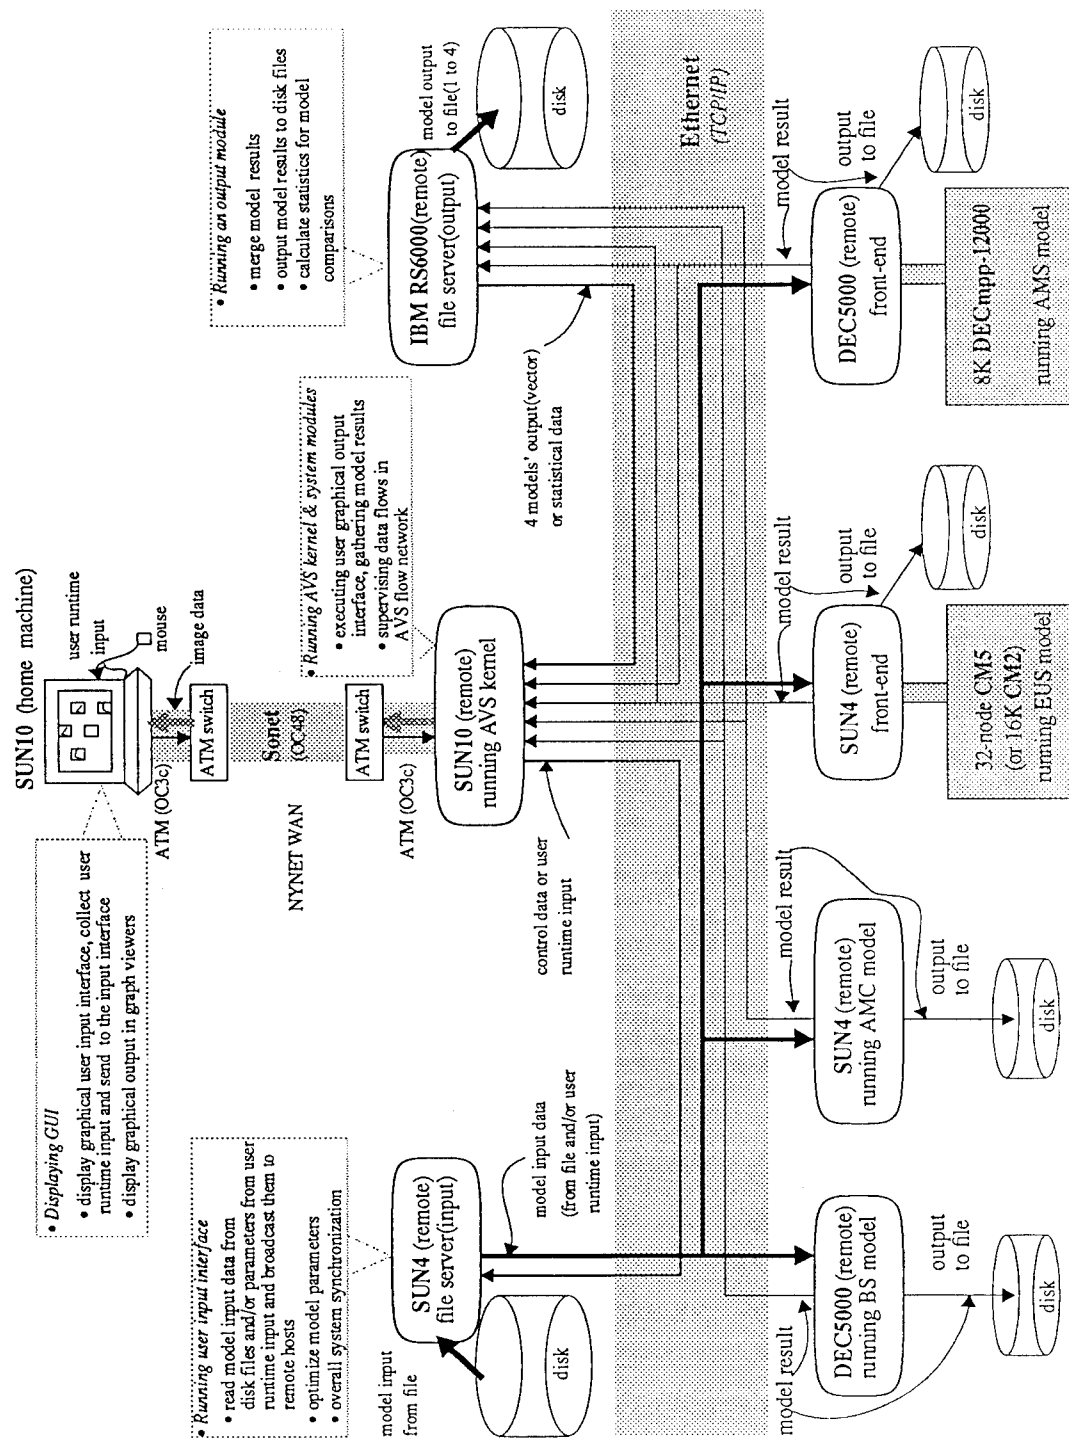 SUN10 (home machine)
user runtime
input
mouse
image data
• Displaying GUI
• display graphical user input interface, collect user
runtime input and send to the input interface
• display graphical output in graph viewers
ATM (OC3c)
ATM switch
NYNET WAN
Sonet
(OC48)
ATM (OC3c)
ATM switch
• Running user input interface
• read model input data from
disk files and/or parameters from user
runtime input and broadcast them to
remote hosts
• optimize model parameters
• overall system synchronization
• Running AVS kernel & system modules
• executing user graphical output
interface, gathering model results
• supervising data flows in
AVS flow network
• Running an output module
• merge model results
• output model results to disk files
• calculate statistics for model
comparisons
model input
from file
disk
SUN4 (remote)
file server(input)
SUN10 (remote)
running AVS kernel
IBM RS6000(remote)
file server(output)
model output
to file(1 to 4)
disk
model input data
(from file and/or user
runtime input)
control data or user
runtime input
4 models' output(vector)
or statistical data
Ethernet
(TCP/IP)
model result
DEC5000 (remote)
running BS model
output
to file
disk
model result
SUN4 (remote)
running AMC model
output
to file
disk
model result
SUN4 (remote)
front-end
output
to file
disk
32-node CM5
(or 16K CM2)
running EUS model
model result
DEC5000 (remote)
front-end
output
to file
disk
8K DECmpp-12000
running AMS model